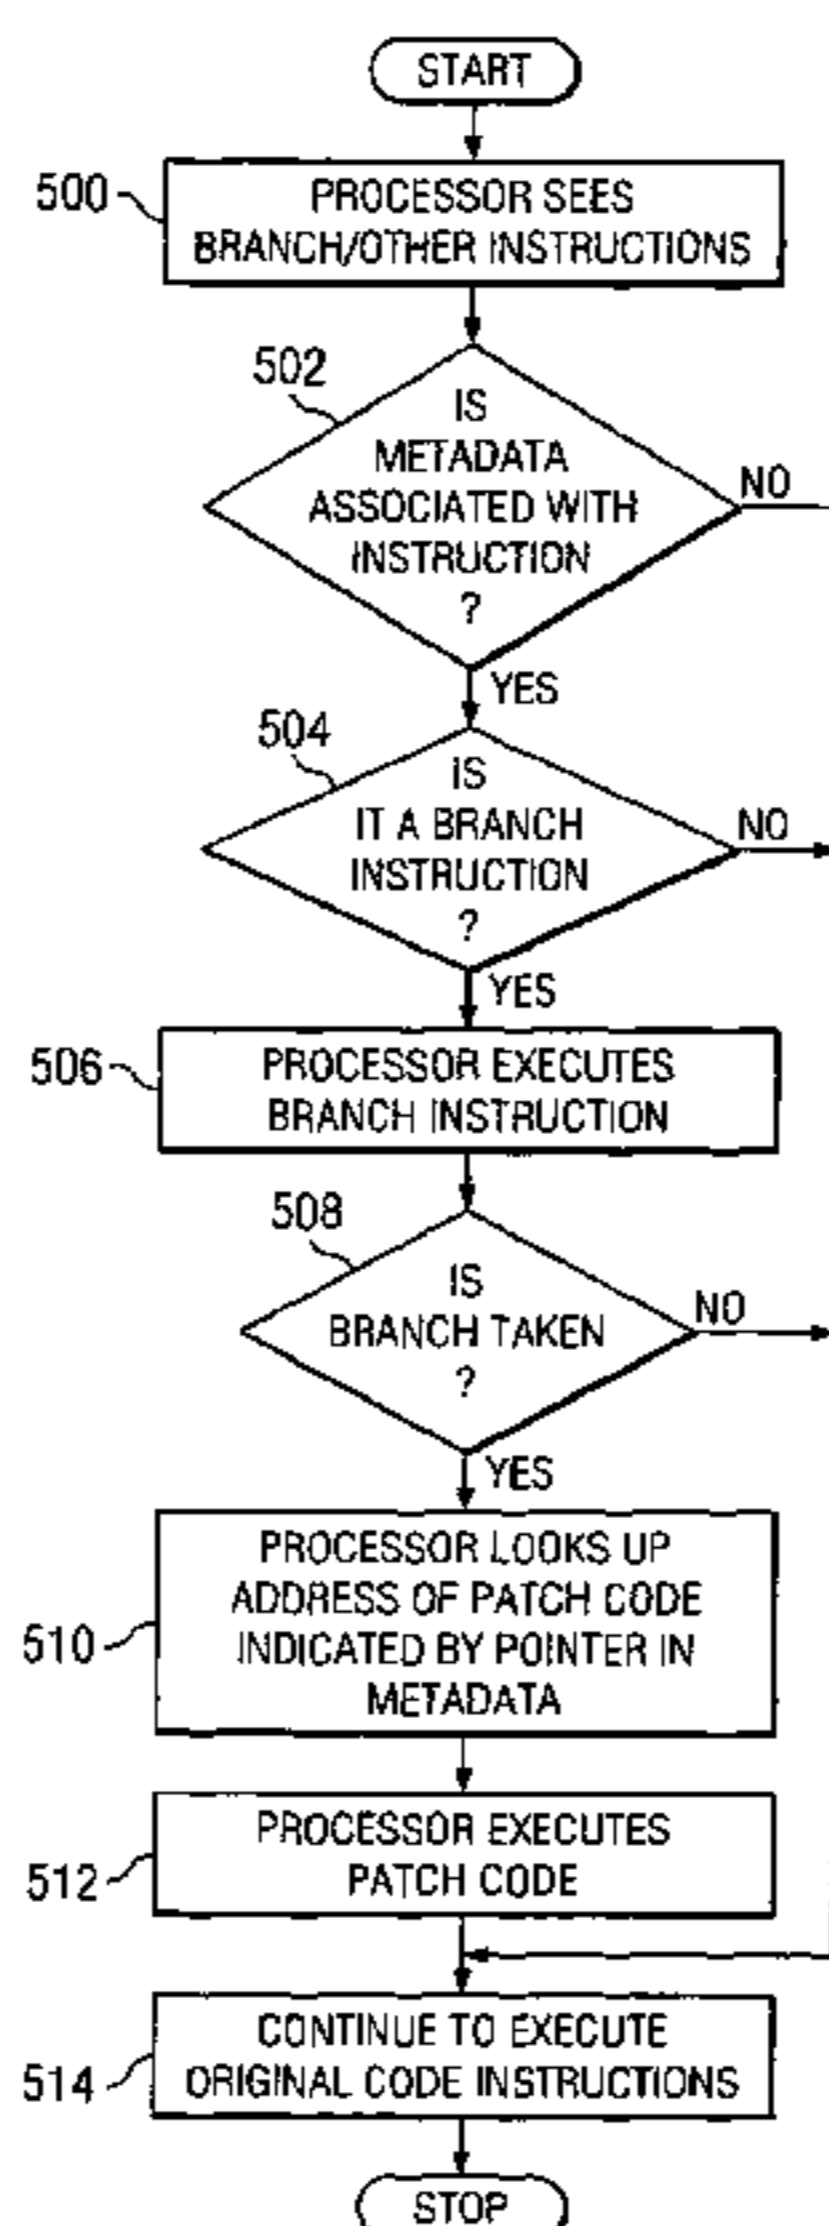 START
500
PROCESSOR SEES
BRANCH/OTHER INSTRUCTIONS
502
IS
METADATA
ASSOCIATED WITH
INSTRUCTION
?
NO
YES
504
IS
IT A BRANCH
INSTRUCTION
?
NO
YES
506
PROCESSOR EXECUTES
BRANCH INSTRUCTION
508
IS
BRANCH TAKEN
?
NO
YES
510
PROCESSOR LOOKS UP
ADDRESS OF PATCH CODE
INDICATED BY POINTER IN
METADATA
512
PROCESSOR EXECUTES
PATCH CODE
514
CONTINUE TO EXECUTE
ORIGINAL CODE INSTRUCTIONS
STOP